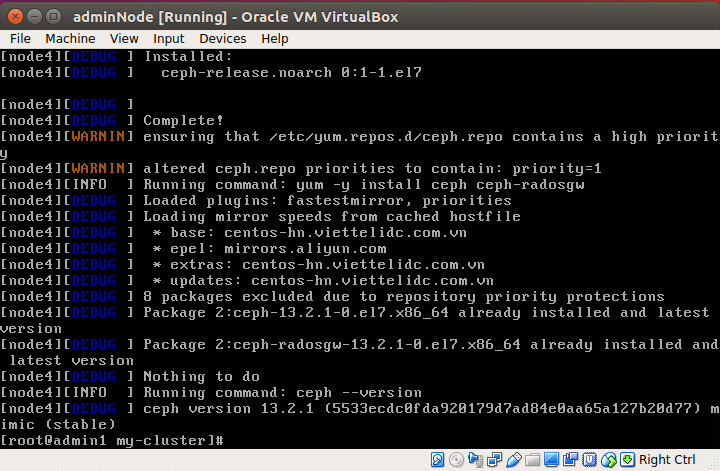 adminNode [Running] - Oracle VM VirtualBox
File Machine View Input Devices Help
[node4][DEBUG ] Installed:
[node4][DEBUG ]   ceph-release.noarch 0:1-1.el7
[node4][DEBUG ]
[node4][DEBUG ] Complete!
[node4][WARNIN] ensuring that /etc/yum.repos.d/ceph.repo contains a high priorit
y
[node4][WARNIN] altered ceph.repo priorities to contain: priority=1
[node4][INFO  ] Running command: yum -y install ceph ceph-radosgw
[node4][DEBUG ] Loaded plugins: fastestmirror, priorities
[node4][DEBUG ] Loading mirror speeds from cached hostfile
[node4][DEBUG ]  * base: centos-hn.viettelidc.com.vn
[node4][DEBUG ]  * epel: mirrors.aliyun.com
[node4][DEBUG ]  * extras: centos-hn.viettelidc.com.vn
[node4][DEBUG ]  * updates: centos-hn.viettelidc.com.vn
[node4][DEBUG ] 8 packages excluded due to repository priority protections
[node4][DEBUG ] Package 2:ceph-13.2.1-0.el7.x86_64 already installed and latest
version
[node4][DEBUG ] Package 2:ceph-radosgw-13.2.1-0.el7.x86_64 already installed and
 latest version
[node4][DEBUG ] Nothing to do
[node4][INFO  ] Running command: ceph --version
[node4][DEBUG ] ceph version 13.2.1 (5533ecdc0fda920179d7ad84e0aa65a127b20d77) m
imic (stable)
[root@admin1 my-cluster]#
Right Ctrl